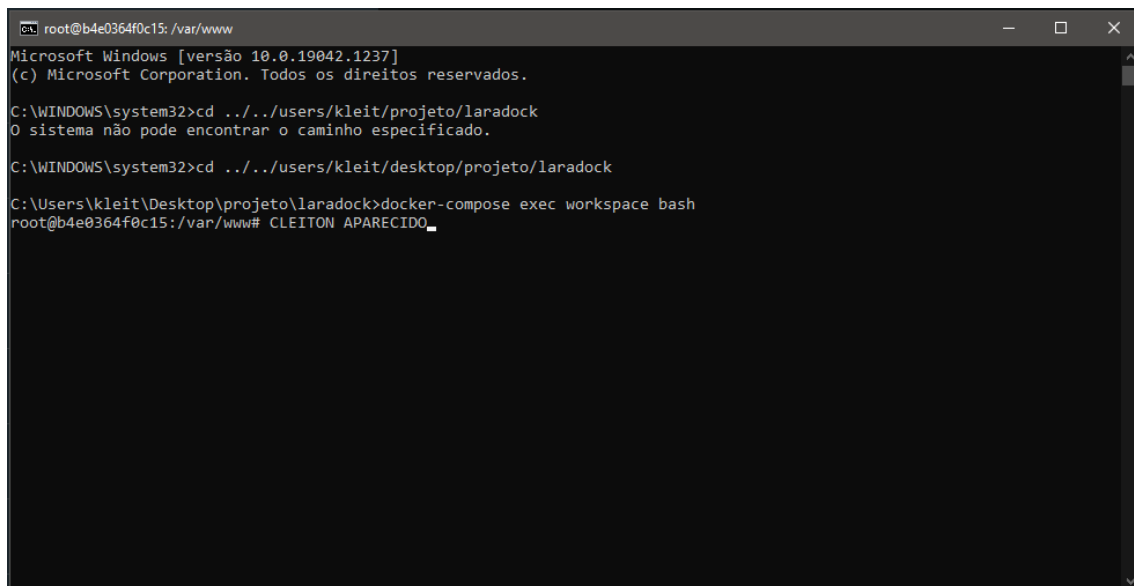 root@b4e0364f0c15: /var/www
Microsoft Windows [versão 10.0.19042.1237]
(c) Microsoft Corporation. Todos os direitos reservados.
C:\WINDOWS\system32>cd ../../users/kleit/projeto/laradock
O sistema não pode encontrar o caminho especificado.
C:\WINDOWS\system32>cd ../../users/kleit/desktop/projeto/laradock
C:\Users\kleit\Desktop\projeto\laradock>docker-compose exec workspace bash
root@b4e0364f0c15:/var/www# CLEITON APARECIDO